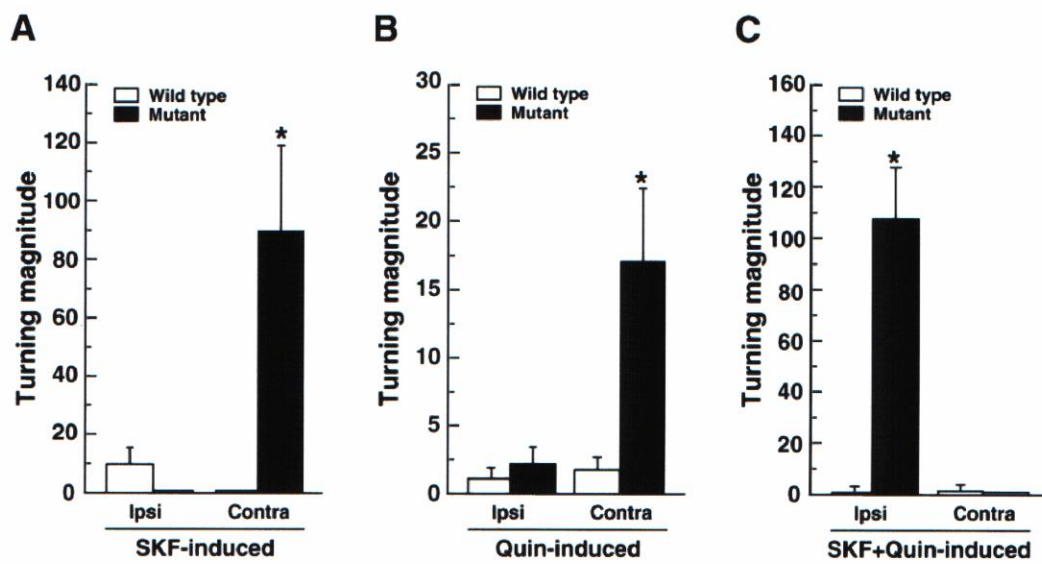 A
B
C
140
120
100
80
60
40
20
0
Turning magnitude
Wild type
Mutant
*
Ipsi
Contra
SKF-induced
30
25
20
15
10
5
0
Turning magnitude
Wild type
Mutant
*
Ipsi
Contra
Quin-induced
160
140
120
100
80
60
40
20
0
Turning magnitude
Wild type
Mutant
*
Ipsi
Contra
SKF+Quin-induced